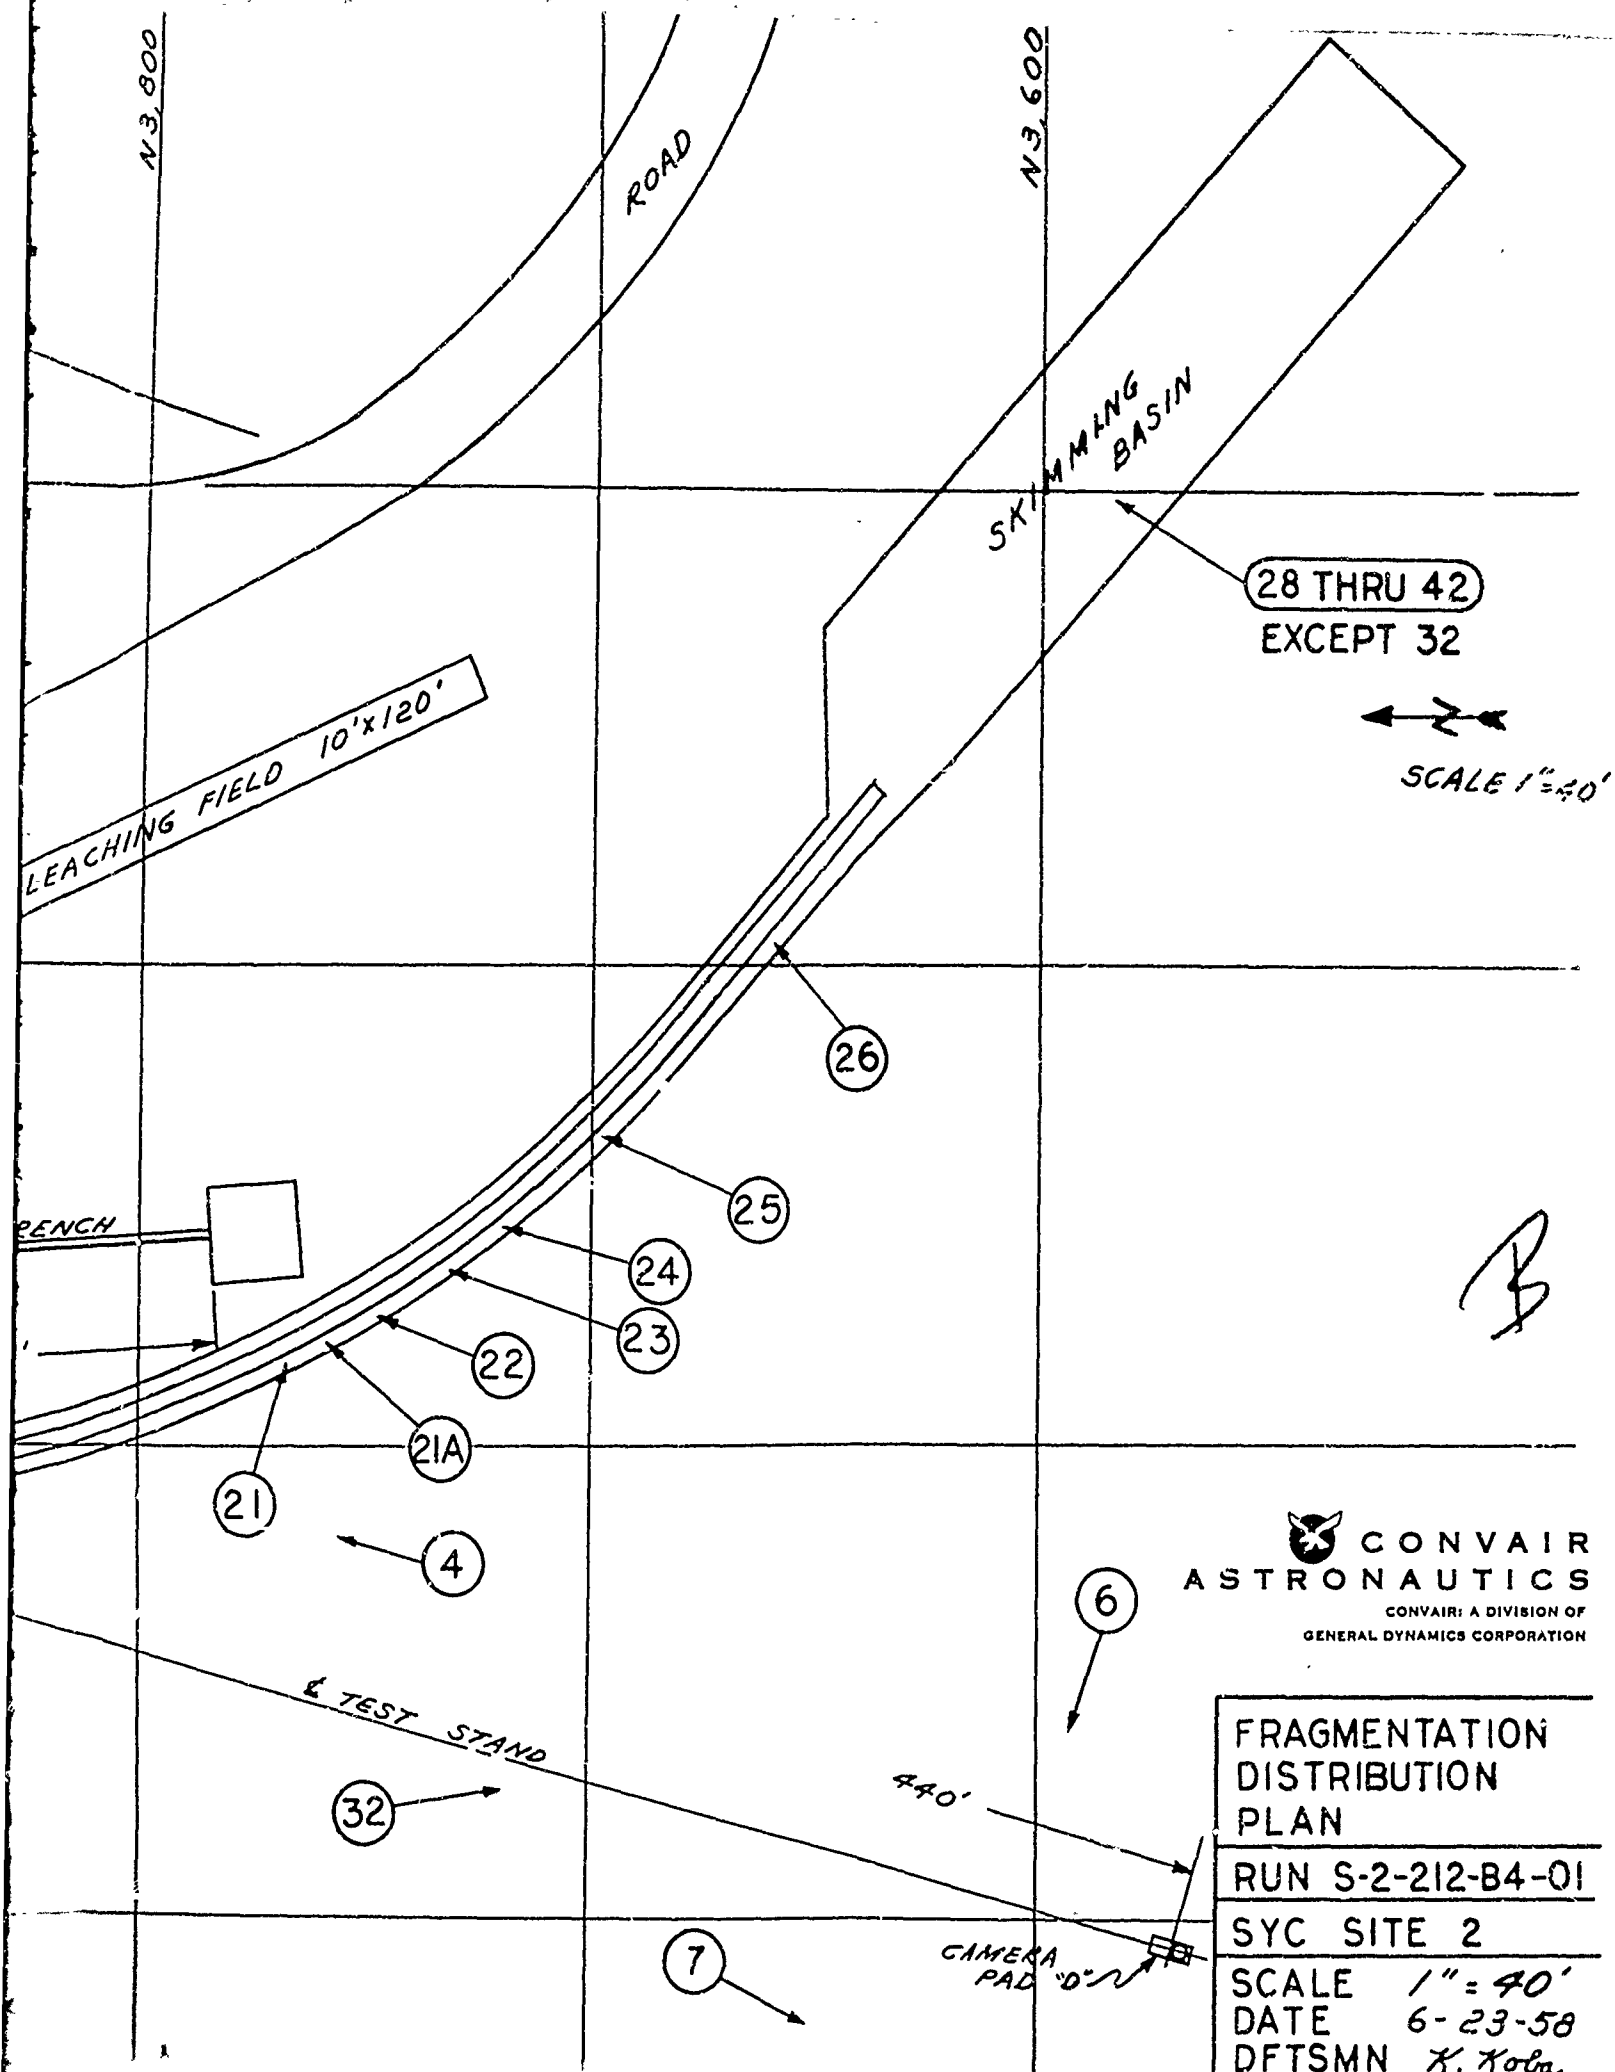 N 3,800
N 3,600
ROAD
SKIMMING
BASIN
28 THRU 42
EXCEPT 32
N
SCALE 1"=40'
LEACHING FIELD 10'x120'
26
25
24
23
22
21A
21
RENCH
B
4
6
CONVAIR
ASTRONAUTICS
CONVAIR: A DIVISION OF
GENERAL DYNAMICS CORPORATION
℄ TEST STAND
32
440'
7
CAMERA
PAD "D"
FRAGMENTATION
DISTRIBUTION
PLAN
RUN S-2-212-B4-01
SYC SITE 2
SCALE 1"=40'
DATE 6-23-58
DFTSMN K.